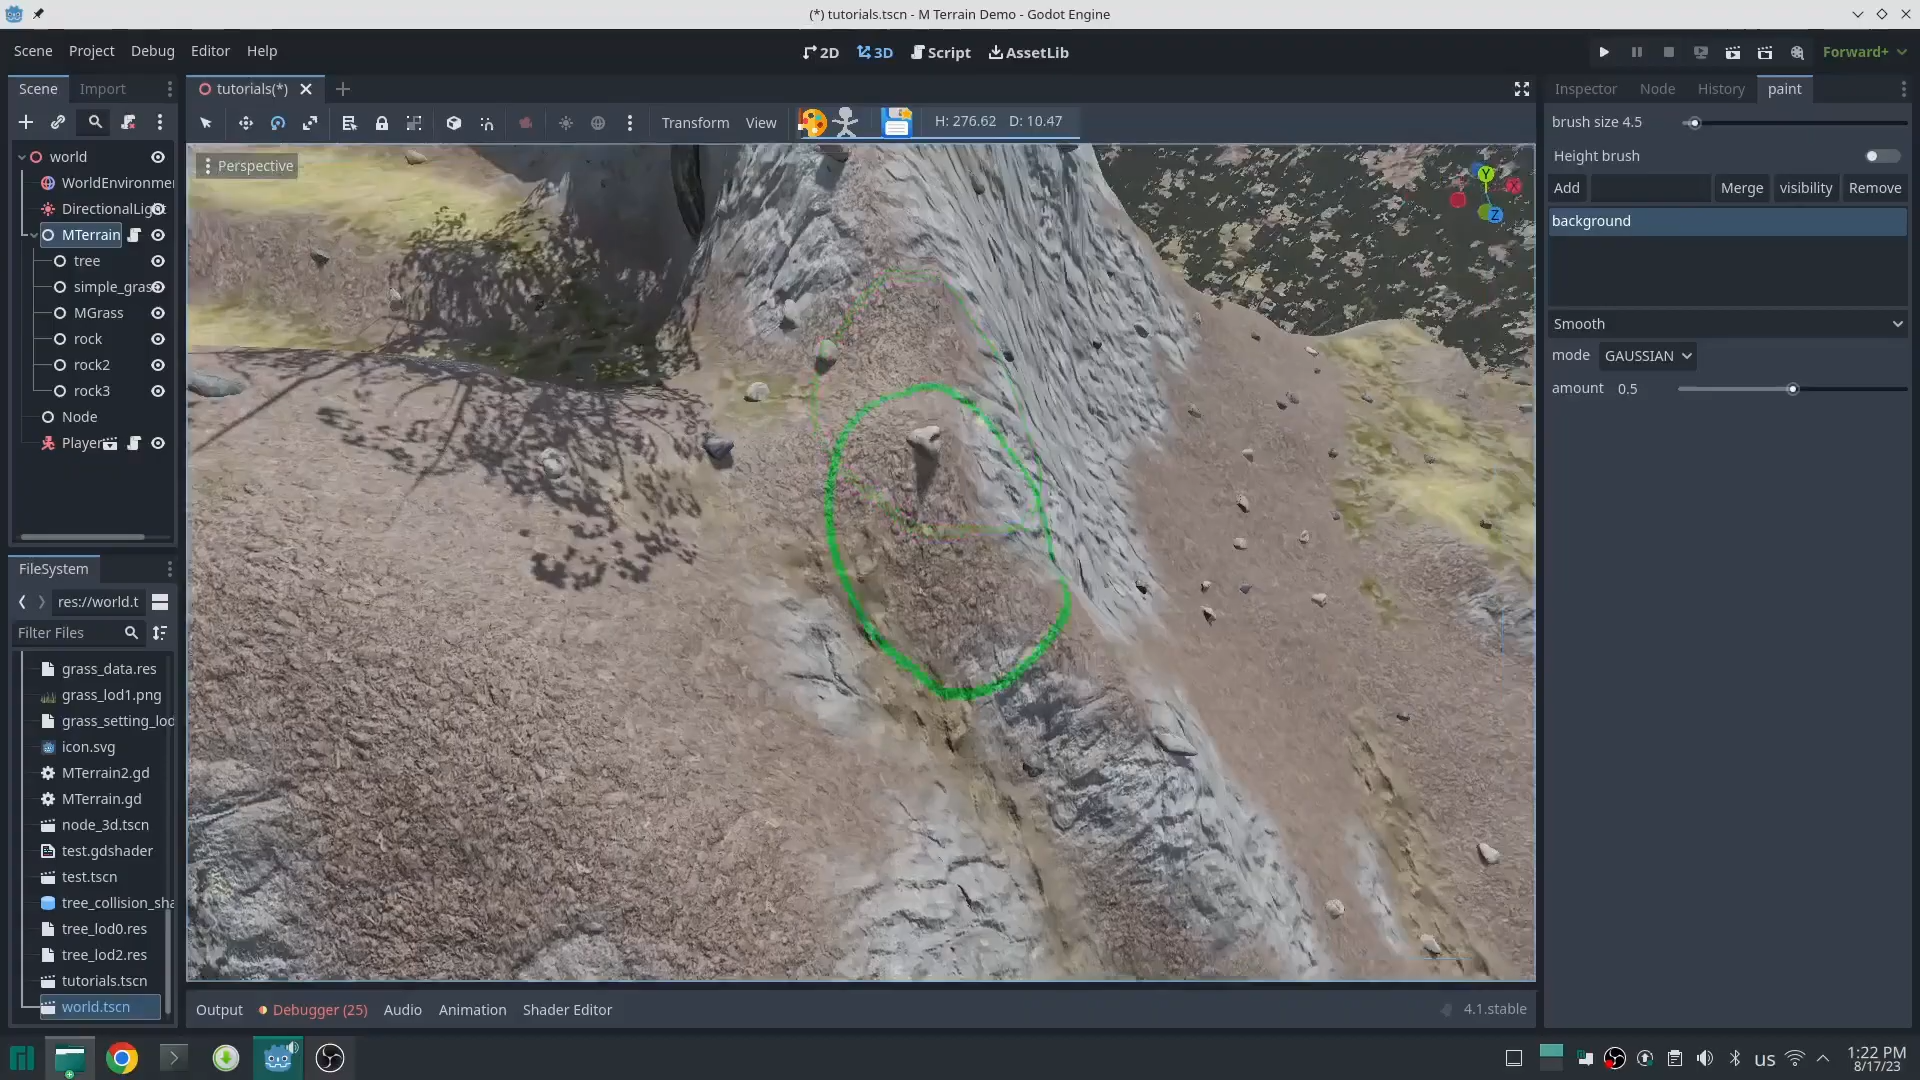 (*) tutorials.tscn - M Terrain Demo - Godot Engine
Scene Project Debug Editor Help
2D 3D Script AssetLib
Forward+
Scene Import
tutorials(*)
Inspector Node History paint
Transform View
H: 276.62 D: 10.47
brush size 4.5
Perspective
Y
X
Z
Height brush
Add Merge visibility Remove
background
Smooth
mode GAUSSIAN
amount 0.5
world
WorldEnvironme
DirectionalLig
MTerrain
tree
simple_gras
MGrass
rock
rock2
rock3
Node
Player
FileSystem
res://world.t
Filter Files
grass_data.res
grass_lod1.png
grass_setting_lod
icon.svg
MTerrain2.gd
MTerrain.gd
node_3d.tscn
test.gdshader
test.tscn
tree_collision_sha
tree_lod0.res
tree_lod2.res
tutorials.tscn
world.tscn
Output Debugger (25) Audio Animation Shader Editor
4.1.stable
us
1:22 PM
8/17/23